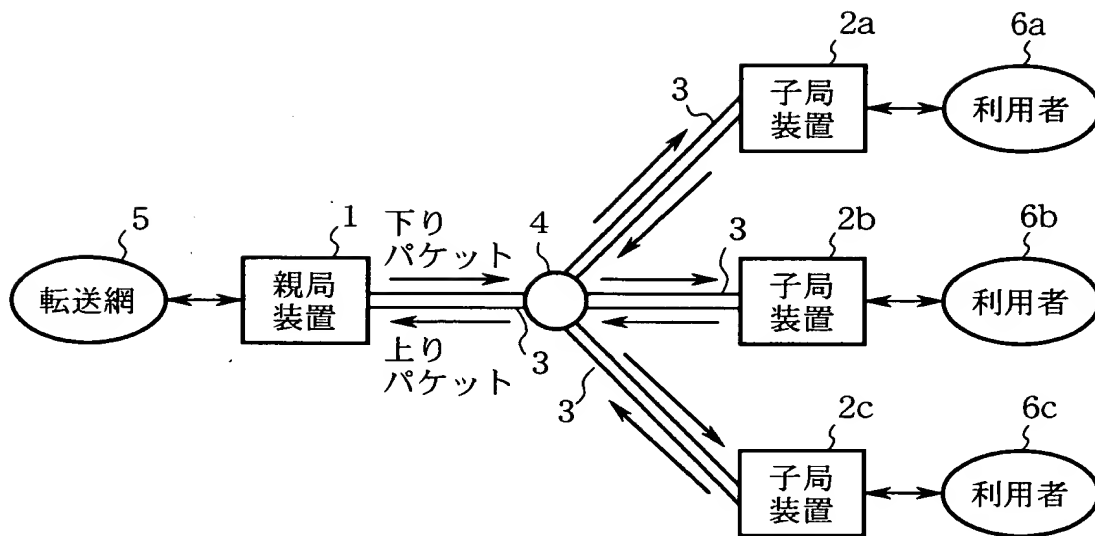 2a
6a
子局
装置
利用者
3
5
1
下り
パケット
4
3
2b
6b
転送網
親局
装置
子局
装置
利用者
上り
パケット
3
3
2c
6c
子局
装置
利用者